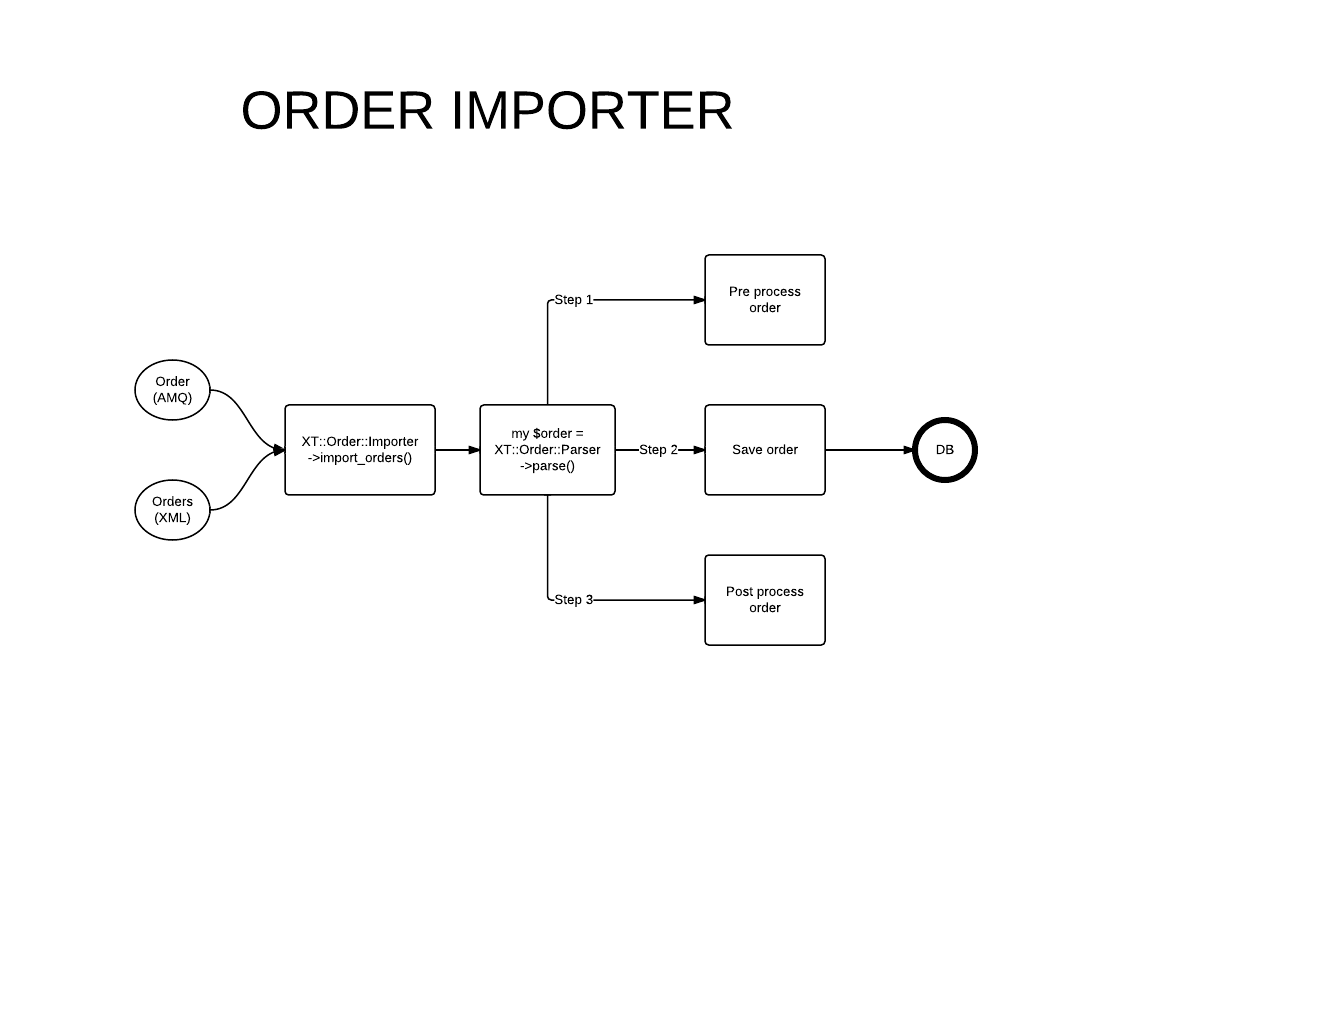 ORDER IMPORTER
Pre process
order
Step 1
Order
(AMQ)
XT::Order::Importer
->import_orders()
my $order =
XT::Order::Parser
->parse()
Step 2
Save order
DB
Orders
(XML)
Step 3
Post process
order